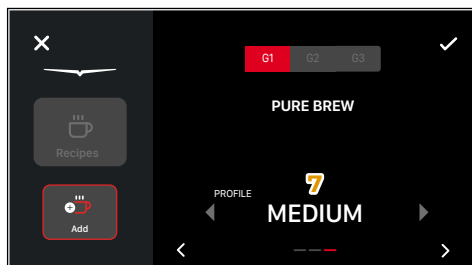 G1 G2 G3
PURE BREW
Recipes
Add
PROFILE
7
MEDIUM